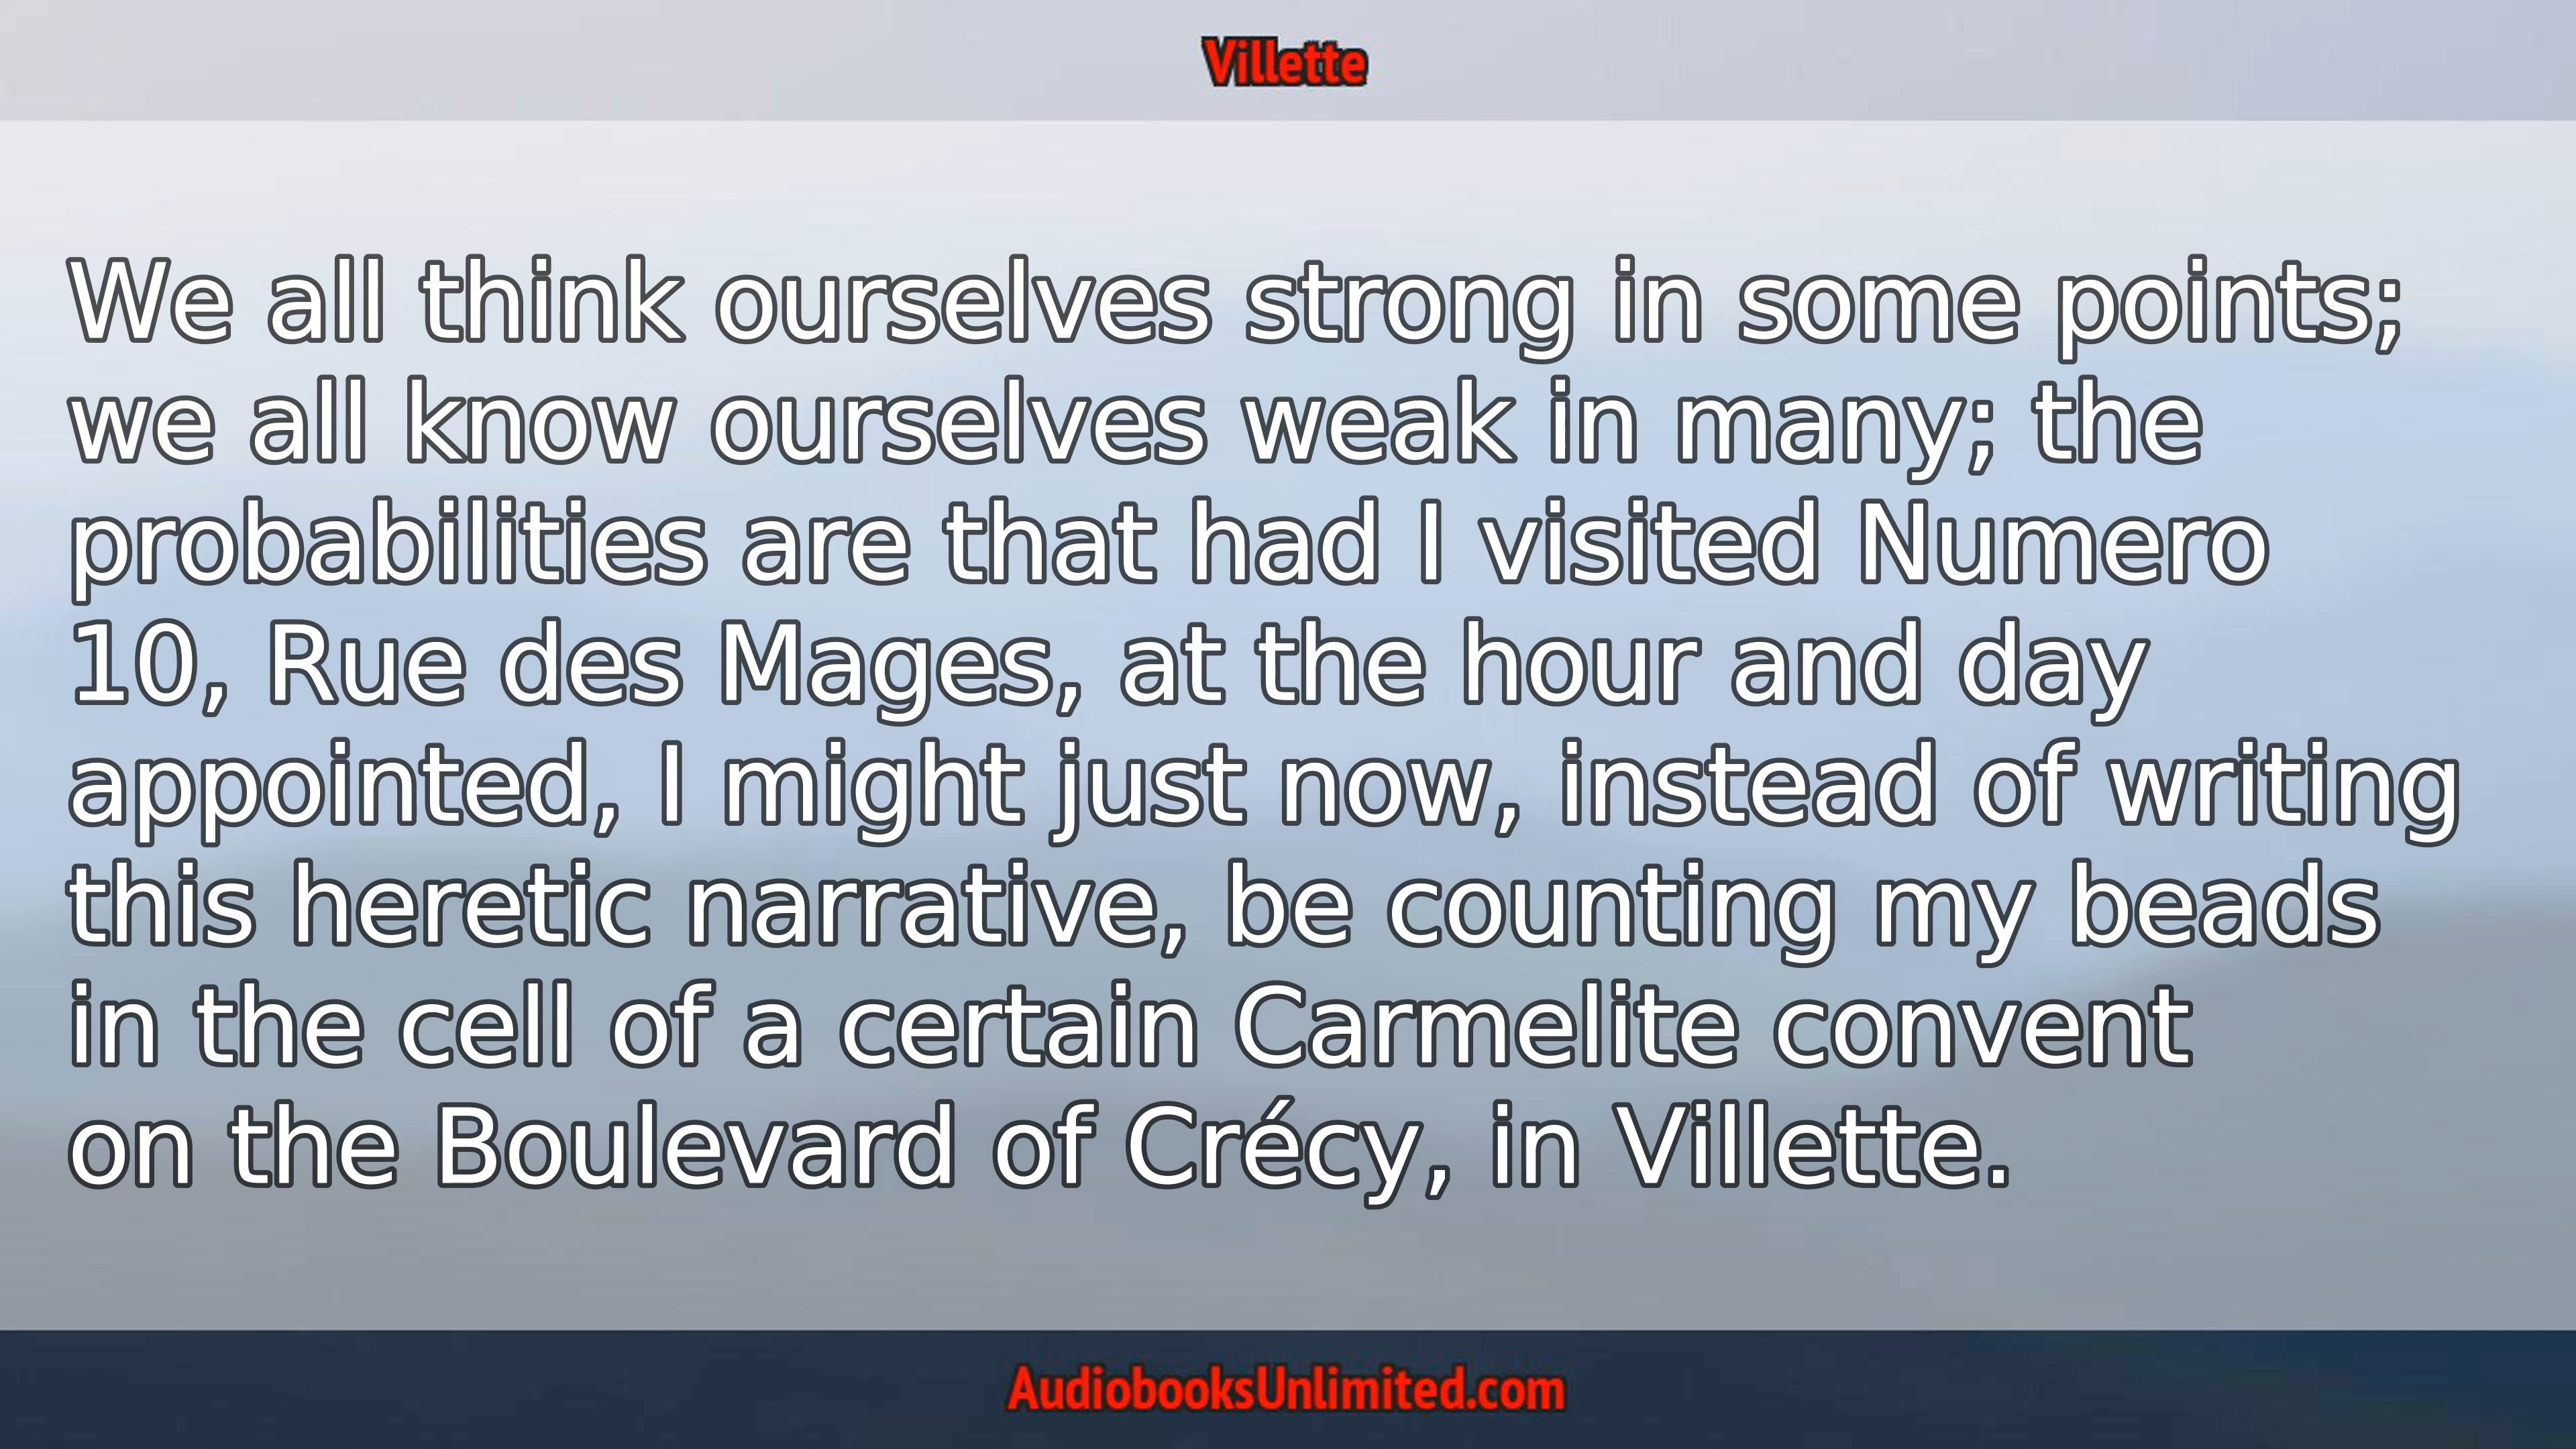 Villette
We all think ourselves strong in some points;
we all know ourselves weak in many; the
probabilities are that had I visited Numero
10, Rue des Mages, at the hour and day
appointed, I might just now, instead of writing
this heretic narrative, be counting my beads
in the cell of a certain Carmelite convent
on the Boulevard of Crécy, in Villette.
AudiobooksUnlimited.com